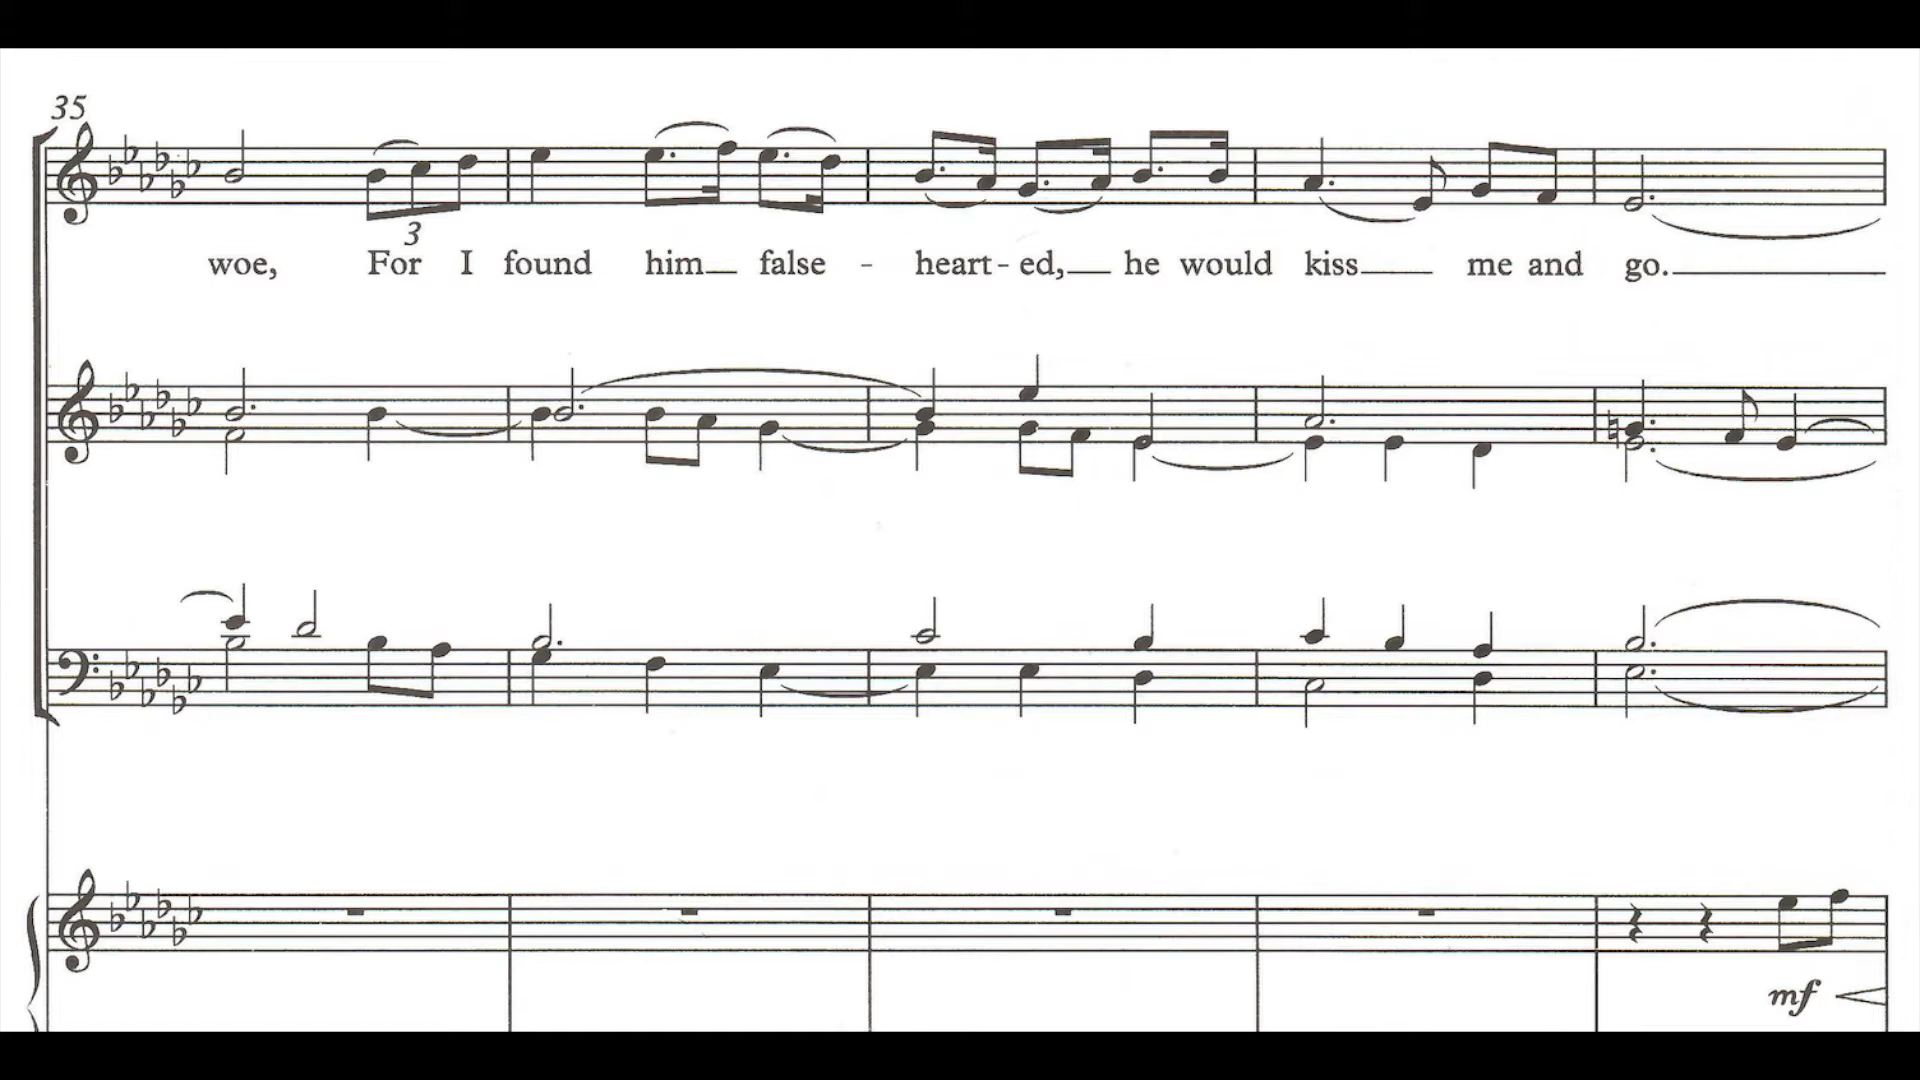 35
3
woe, For I found him false - heart - ed, he would kiss me and go.
mf